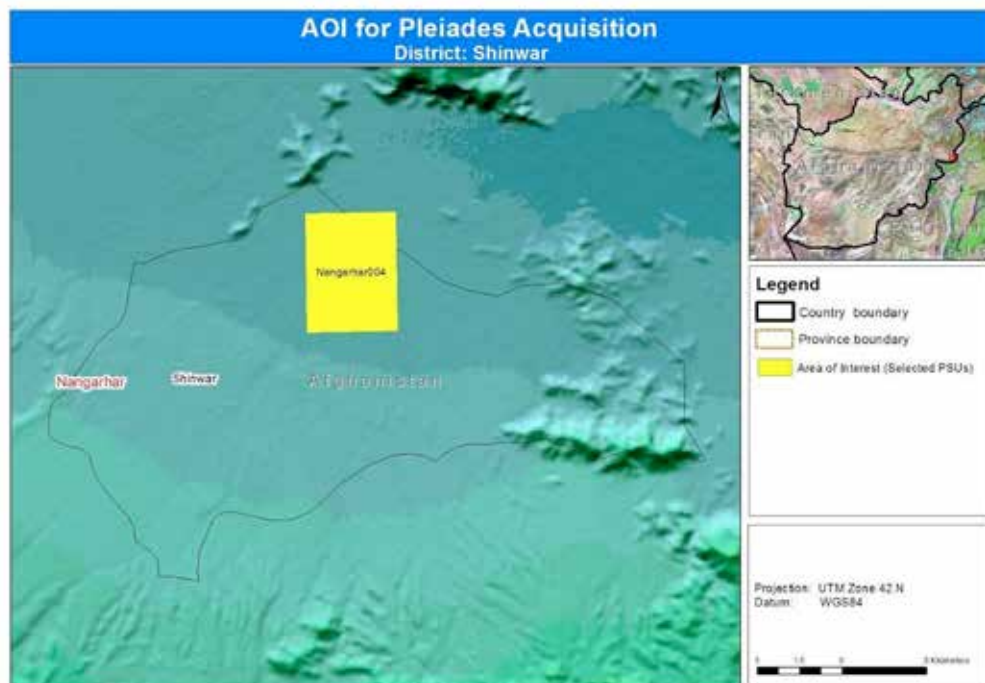 AOI for Pleiades Acquisition
District: Shinwar
N
Nangarhar004
Nangarhar
Shinwar
Afghanistan
Legend
Country boundary
Province boundary
Area of Interest (Selected PSUs)
Projection: UTM Zone 42 N
Datum: WGS84
Kilometers